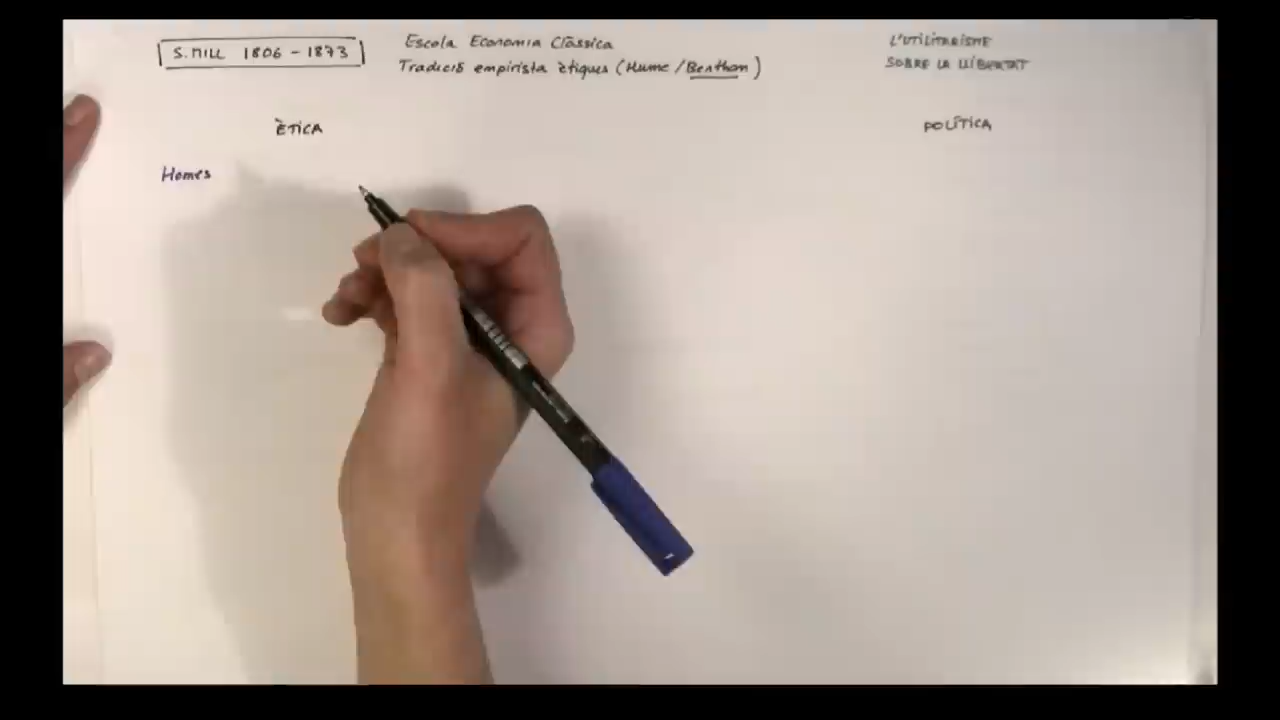 S. MILL 1806 - 1873
Escola Economia Clàssica
Tradició empirista ètiques (Hume / Bentham)
L'UTILITARISME
SOBRE LA LLIBERTAT
ÈTICA
POLÍTICA
Homes